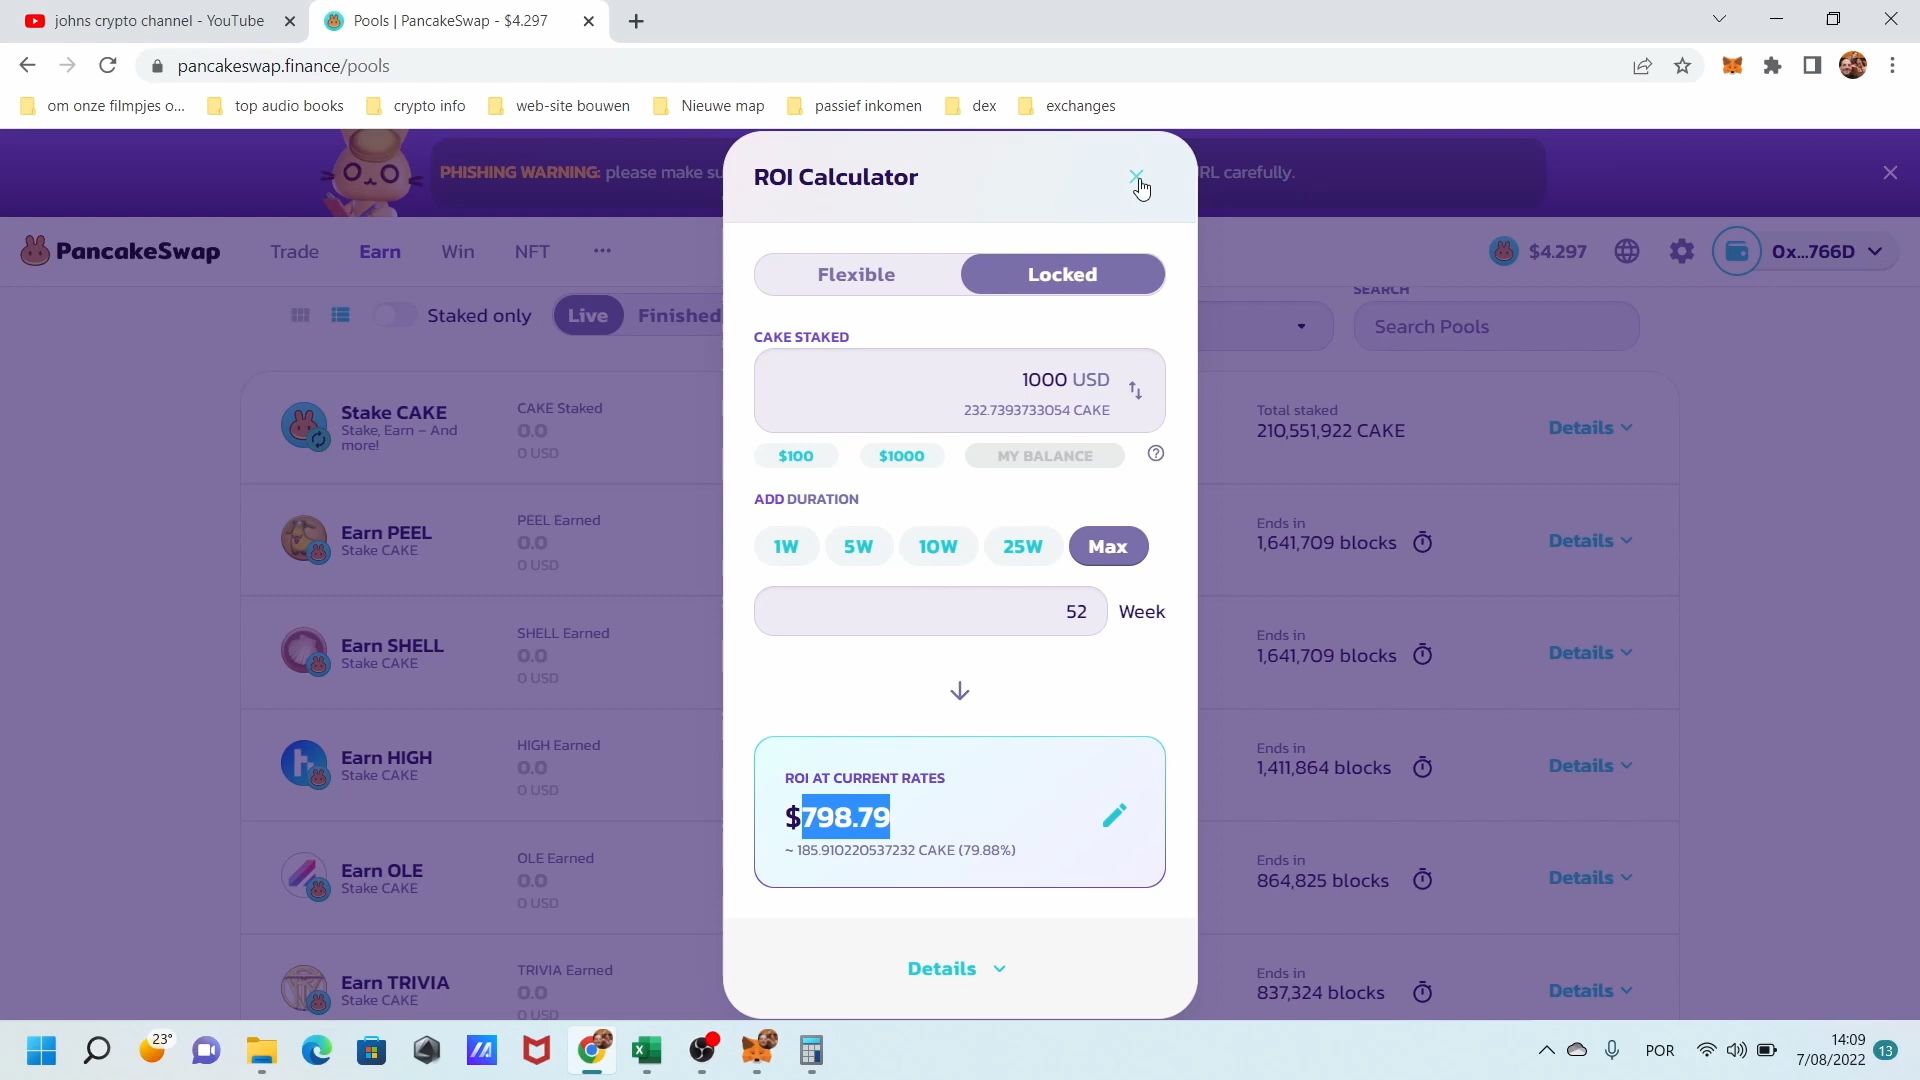 johns crypto channel - YouTube
Pools | PancakeSwap - $4.297
pancakeswap.finance/pools
om onze filmpjes o...
top audio books
crypto info
web-site bouwen
Nieuwe map
passief inkomen
dex
exchanges
PHISHING WARNING: please make su
RL carefully.
PancakeSwap
Trade
Earn
Win
NFT
$4.297
0x...766D
Staked only
Live
Finished
SEARCH
Search Pools
Stake CAKE
Stake, Earn – And
more!
CAKE Staked
0.0
0 USD
Total staked
210,551,922 CAKE
Details
Earn PEEL
Stake CAKE
PEEL Earned
0.0
0 USD
Ends in
1,641,709 blocks
Details
Earn SHELL
Stake CAKE
SHELL Earned
0.0
0 USD
Ends in
1,641,709 blocks
Details
Earn HIGH
Stake CAKE
HIGH Earned
0.0
0 USD
Ends in
1,411,864 blocks
Details
Earn OLE
Stake CAKE
OLE Earned
0.0
0 USD
Ends in
864,825 blocks
Details
Earn TRIVIA
Stake CAKE
TRIVIA Earned
0.0
0 USD
Ends in
837,324 blocks
Details
ROI Calculator
Flexible
Locked
CAKE STAKED
1000 USD
232.7393733054 CAKE
$100
$1000
MY BALANCE
ADD DURATION
1W
5W
10W
25W
Max
52
Week
ROI AT CURRENT RATES
$798.79
~ 185.910220537232 CAKE (79.88%)
Details
23°
POR
14:09
7/08/2022
13